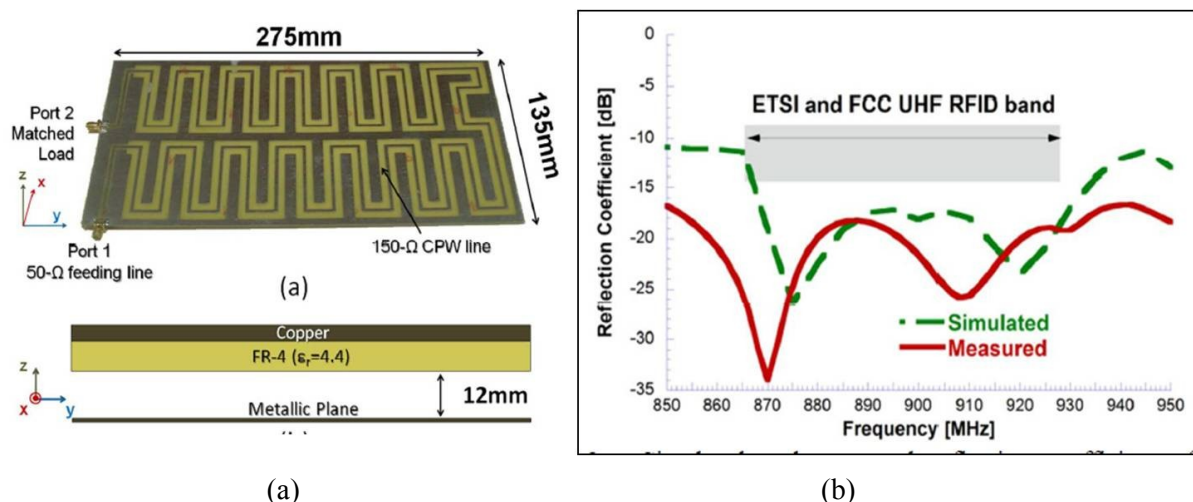 275mm
135mm
Port 2
Matched
Load
z
x
y
Port 1
50-Ω feeding line
150-Ω CPW line
(a)
Copper
FR-4 (εr=4.4)
z
x
y
12mm
Metallic Plane
(a)
Reflection Coefficient [dB]
0
-5
-10
-15
-20
-25
-30
-35
ETSI and FCC UHF RFID band
Simulated
Measured
850 860 870 880 890 900 910 920 930 940 950
Frequency [MHz]
(b)